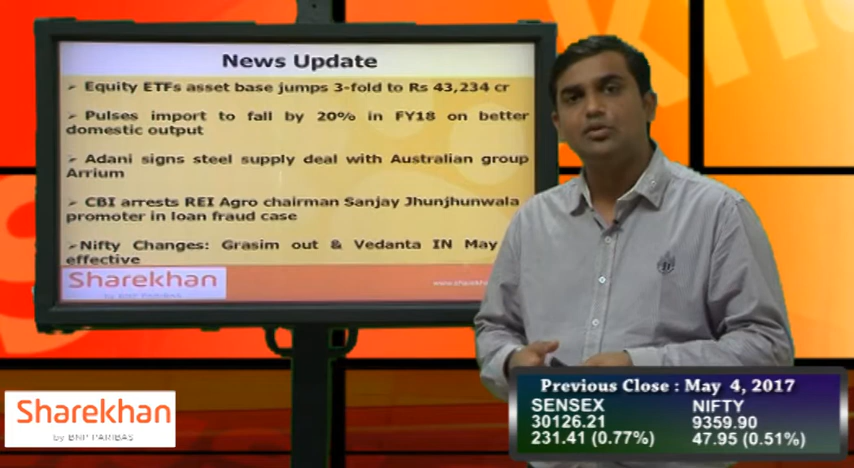 News Update
➢ Equity ETFs asset base jumps 3-fold to Rs 43,234 cr
➢ Pulses import to fall by 20% in FY18 on better
domestic output
➢ Adani signs steel supply deal with Australian group
Arrium
➢ CBI arrests REI Agro chairman Sanjay Jhunjhunwala
promoter in loan fraud case
➢Nifty Changes: Grasim out & Vedanta IN May
effective
Sharekhan
by BNP PARIBAS
Sharekhan
by BNP PARIBAS
Previous Close : May 4, 2017
SENSEX
30126.21
231.41 (0.77%)
NIFTY
9359.90
47.95 (0.51%)